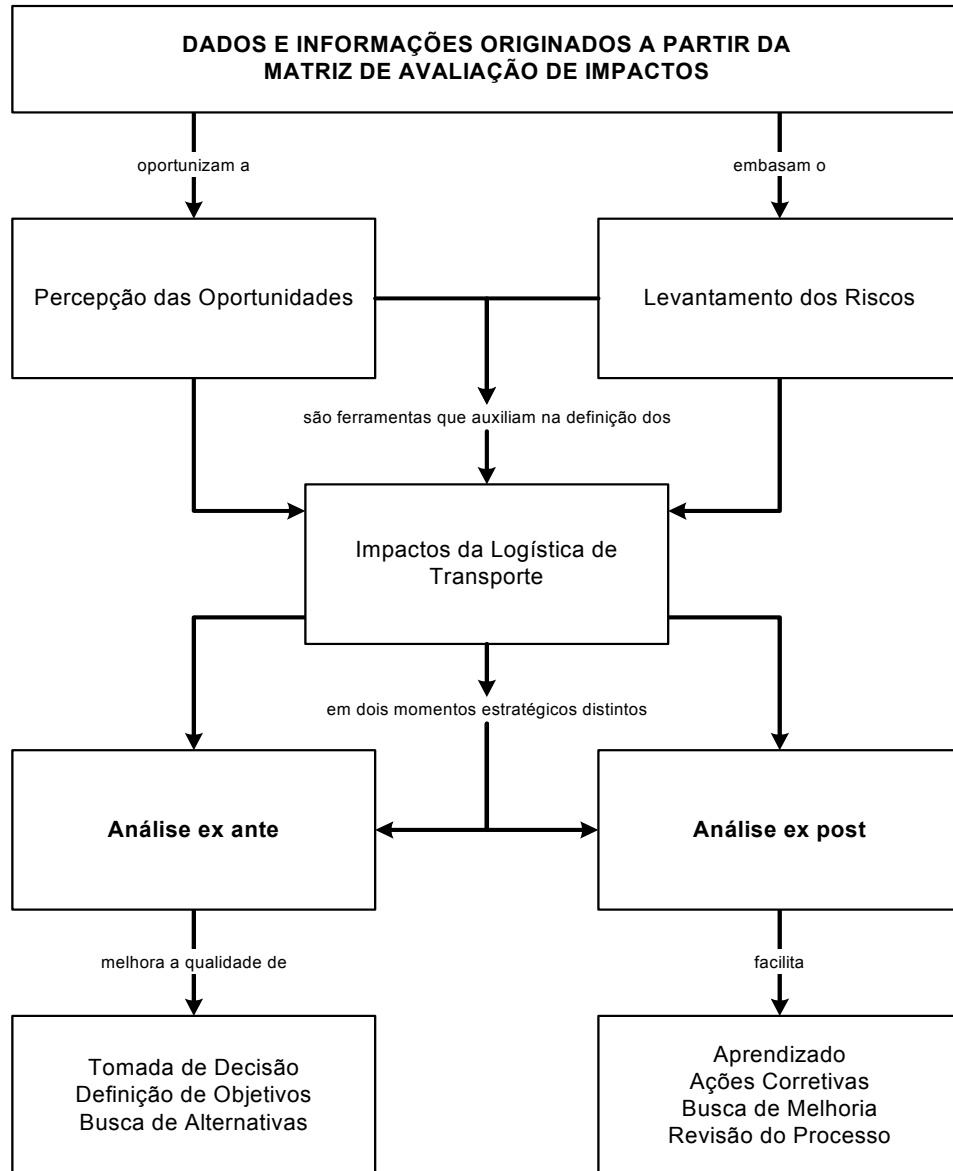 DADOS E INFORMAÇÕES ORIGINADOS A PARTIR DA
MATRIZ DE AVALIAÇÃO DE IMPACTOS
oportunizam a
embasam o
Percepção das Oportunidades
Levantamento dos Riscos
são ferramentas que auxiliam na definição dos
Impactos da Logística de
Transporte
em dois momentos estratégicos distintos
Análise ex ante
Análise ex post
melhora a qualidade de
facilita
Tomada de Decisão
Definição de Objetivos
Busca de Alternativas
Aprendizado
Ações Corretivas
Busca de Melhoria
Revisão do Processo